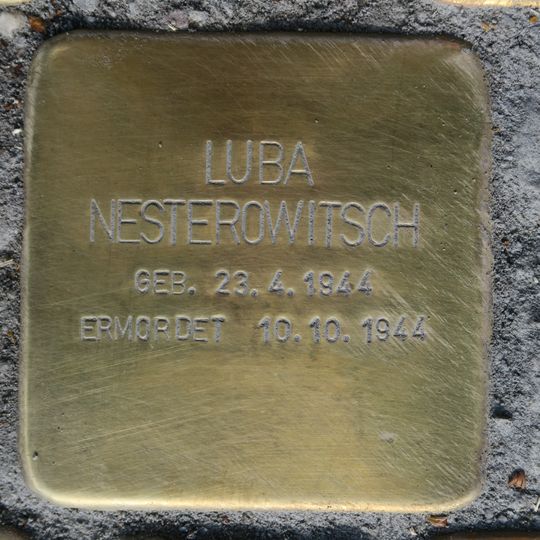 LUBA
NESTEROWITSCH
GEB. 23.4.1944
ERMORDET 10.10.1944